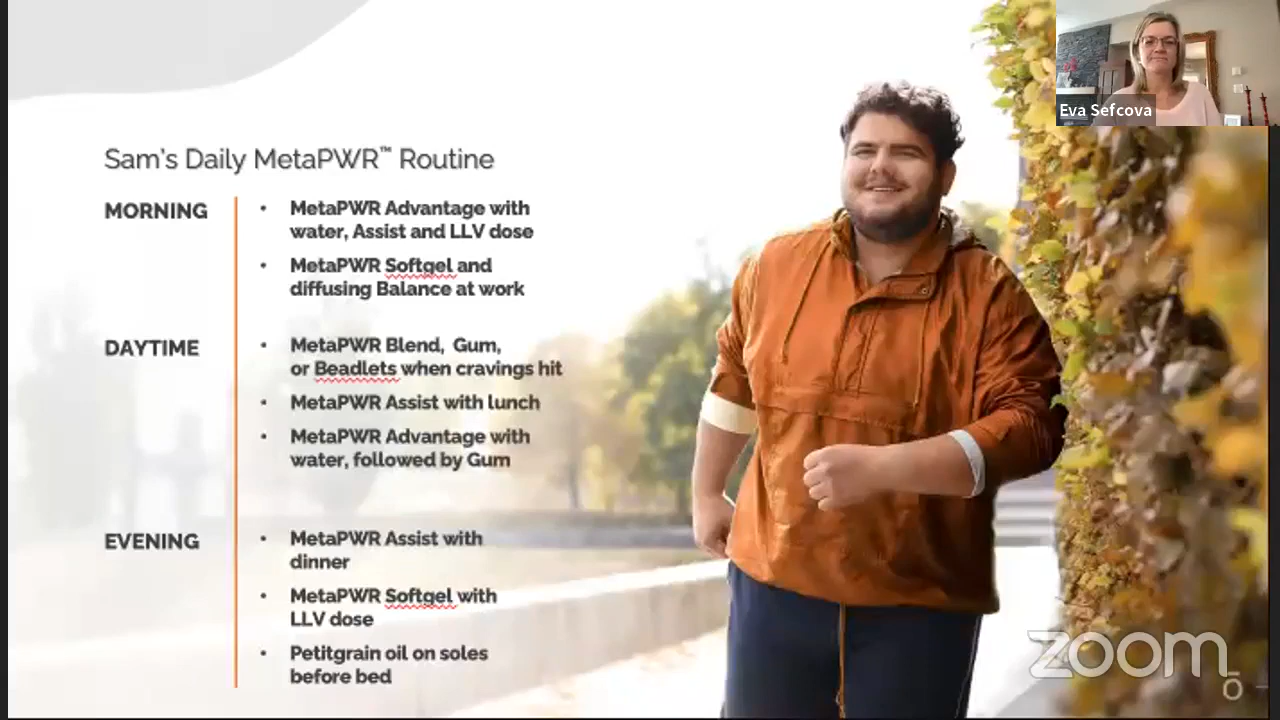 Eva Sefcova
Sam's Daily MetaPWR™ Routine
MORNING
• MetaPWR Advantage with
water, Assist and LLV dose
• MetaPWR Softgel and
diffusing Balance at work
DAYTIME
• MetaPWR Blend, Gum,
or Beadlets when cravings hit
• MetaPWR Assist with lunch
• MetaPWR Advantage with
water, followed by Gum
EVENING
• MetaPWR Assist with
dinner
• MetaPWR Softgel with
LLV dose
• Petitgrain oil on soles
before bed
zoom